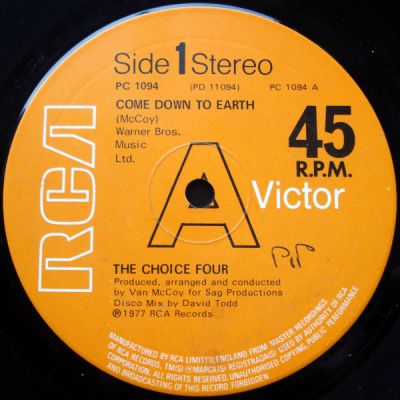 Side 1 Stereo
PC 1094 (PD 11094) PC 1094 A
COME DOWN TO EARTH
(McCoy)
Warner Bros.
Music
Ltd.
45
R.P.M.
RCA
A
Victor
THE CHOICE FOUR
Produced, arranged and conducted
by Van McCoy for Sag Productions
Disco Mix by David Todd
℗ 1977 RCA Records
MANUFACTURED BY RCA LIMITED, ENGLAND FROM MASTER RECORDINGS
OF RCA RECORDS. TM(S) ® MARCA(S) REGISTRADA(S) USED BY AUTHORITY OF RCA
CORPORATION. ALL RIGHTS RESERVED. UNAUTHORISED COPYING, PUBLIC PERFORMANCE
AND BROADCASTING OF THIS RECORD FORBIDDEN.